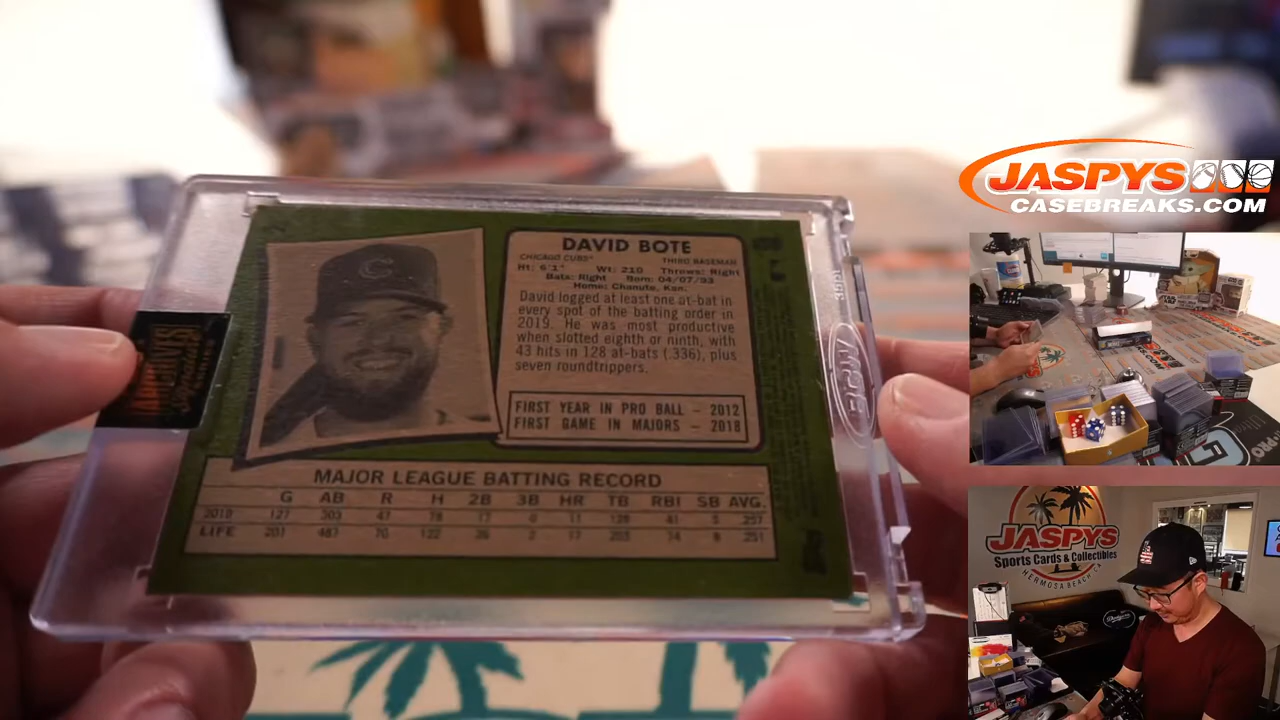 DAVID BOTE
CHICAGO CUBS THIRD BASEMAN
Ht: 6'1" Wt: 210 Throws: Right
Bats: Right Born: 04/07/93
Home: Chanute, Kan.
David logged at least one at-bat in
every spot of the batting order in
2019. He was most productive
when slotted eighth or ninth, with
43 hits in 128 at-bats (.336), plus
seven roundtrippers.
FIRST YEAR IN PRO BALL – 2012
FIRST GAME IN MAJORS – 2018
MAJOR LEAGUE BATTING RECORD
G AB R H 2B 3B HR TB RBI SB AVG.
2019 127 303 47 78 17 0 11 128 41 5 .257
LIFE 201 487 70 122 26 2 17 203 74 8 .251
ARCHIVES
JASPYS
CASEBREAKS.COM
JASPYS
Sports Cards & Collectibles
HERMOSA BEACH, CA
Dodgers